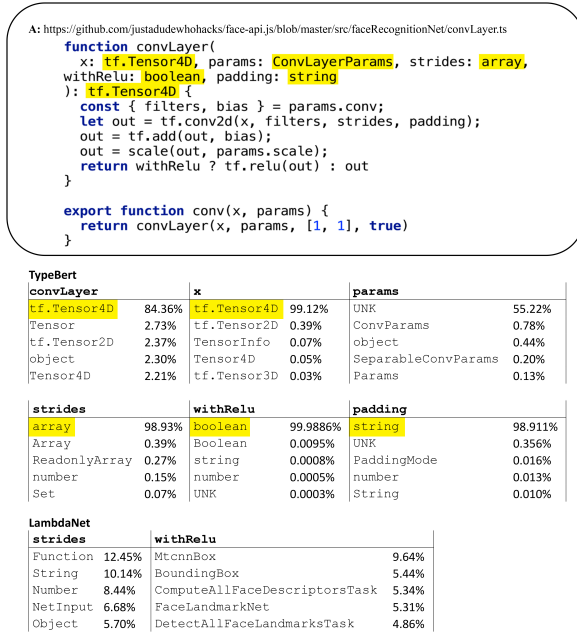 A: https://github.com/justadudewhohacks/face-api.js/blob/master/src/faceRecognitionNet/convLayer.ts
function convLayer(
x: tf.Tensor4D, params: ConvLayerParams, strides: array,
withRelu: boolean, padding: string
): tf.Tensor4D {
const { filters, bias } = params.conv;
let out = tf.conv2d(x, filters, strides, padding);
out = tf.add(out, bias);
out = scale(out, params.scale);
return withRelu ? tf.relu(out) : out
}
export function conv(x, params) {
return convLayer(x, params, [1, 1], true)
}
TypeBert
convLayer x params
tf.Tensor4D 84.36% tf.Tensor4D 99.12% UNK 55.22%
Tensor 2.73% tf.Tensor2D 0.39% ConvParams 0.78%
tf.Tensor2D 2.37% TensorInfo 0.07% object 0.44%
object 2.30% Tensor4D 0.05% SeparableConvParams 0.20%
Tensor4D 2.21% tf.Tensor3D 0.03% Params 0.13%
strides withRelu padding
array 98.93% boolean 99.9886% string 98.911%
Array 0.39% Boolean 0.0095% UNK 0.356%
ReadonlyArray 0.27% string 0.0008% PaddingMode 0.016%
number 0.15% number 0.0005% number 0.013%
Set 0.07% UNK 0.0003% String 0.010%
LambdaNet
strides withRelu
Function 12.45% MtcnnBox 9.64%
String 10.14% BoundingBox 5.44%
Number 8.44% ComputeAllFaceDescriptorsTask 5.34%
NetInput 6.68% FaceLandmarkNet 5.31%
Object 5.70% DetectAllFaceLandmarksTask 4.86%